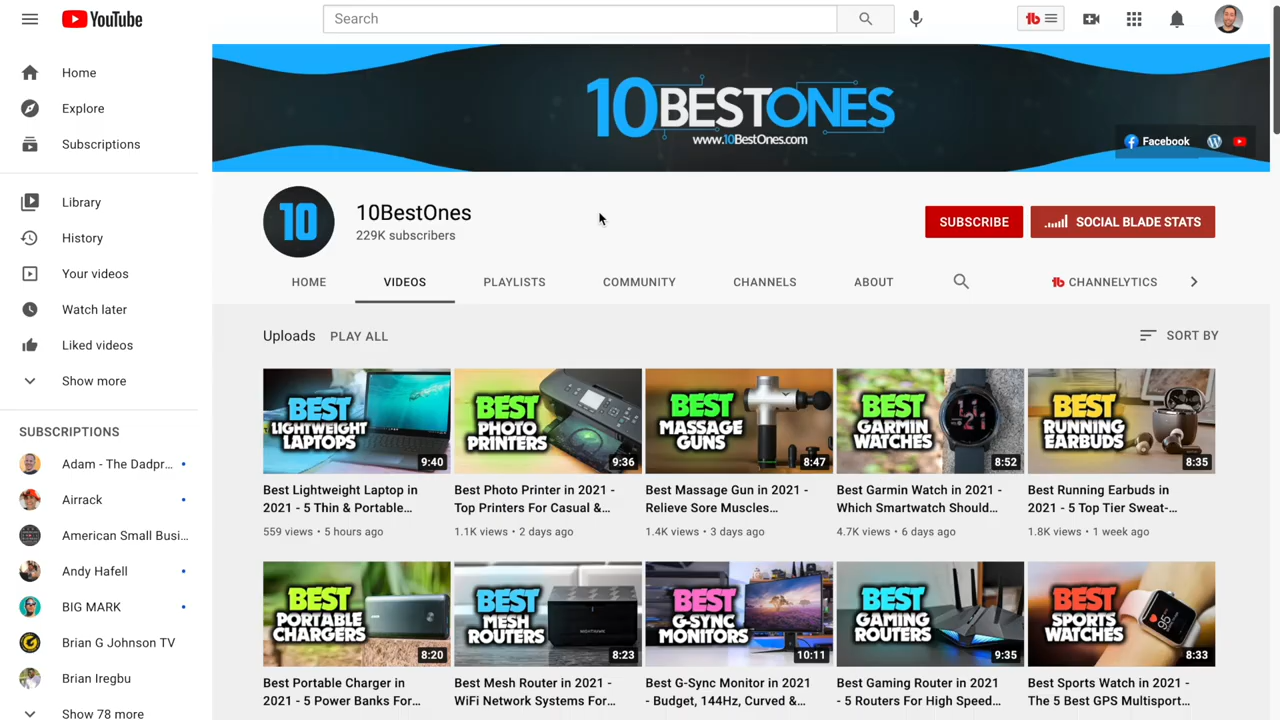 YouTube
Search
Home
Explore
Subscriptions
Library
History
Your videos
Watch later
Liked videos
Show more
SUBSCRIPTIONS
Adam - The Dadpr...
Airrack
American Small Busi...
Andy Hafell
BIG MARK
Brian G Johnson TV
Brian Iregbu
Show 78 more
10BESTONES
www.10BestOnes.com
Facebook
10
10BestOnes
229K subscribers
SUBSCRIBE
SOCIAL BLADE STATS
HOME VIDEOS PLAYLISTS COMMUNITY CHANNELS ABOUT CHANNELYTICS
Uploads PLAY ALL
SORT BY
BEST
LIGHTWEIGHT
LAPTOPS
9:40
Best Lightweight Laptop in
2021 - 5 Thin & Portable...
559 views • 5 hours ago
BEST
PHOTO
PRINTERS
9:36
Best Photo Printer in 2021 -
Top Printers For Casual &...
1.1K views • 2 days ago
BEST
MASSAGE
GUNS
8:47
Best Massage Gun in 2021 -
Relieve Sore Muscles...
1.4K views • 3 days ago
BEST
GARMIN
WATCHES
8:52
Best Garmin Watch in 2021 -
Which Smartwatch Should...
4.7K views • 6 days ago
BEST
RUNNING
EARBUDS
8:35
Best Running Earbuds in
2021 - 5 Top Tier Sweat-...
1.8K views • 1 week ago
BEST
PORTABLE
CHARGERS
8:20
Best Portable Charger in
2021 - 5 Power Banks For...
BEST
MESH
ROUTERS
8:23
Best Mesh Router in 2021 -
WiFi Network Systems For...
BEST
G-SYNC
MONITORS
10:11
Best G-Sync Monitor in 2021
- Budget, 144Hz, Curved &...
BEST
GAMING
ROUTERS
9:35
Best Gaming Router in 2021
- 5 Routers For High Speed...
BEST
SPORTS
WATCHES
8:33
Best Sports Watch in 2021 -
The 5 Best GPS Multisport...